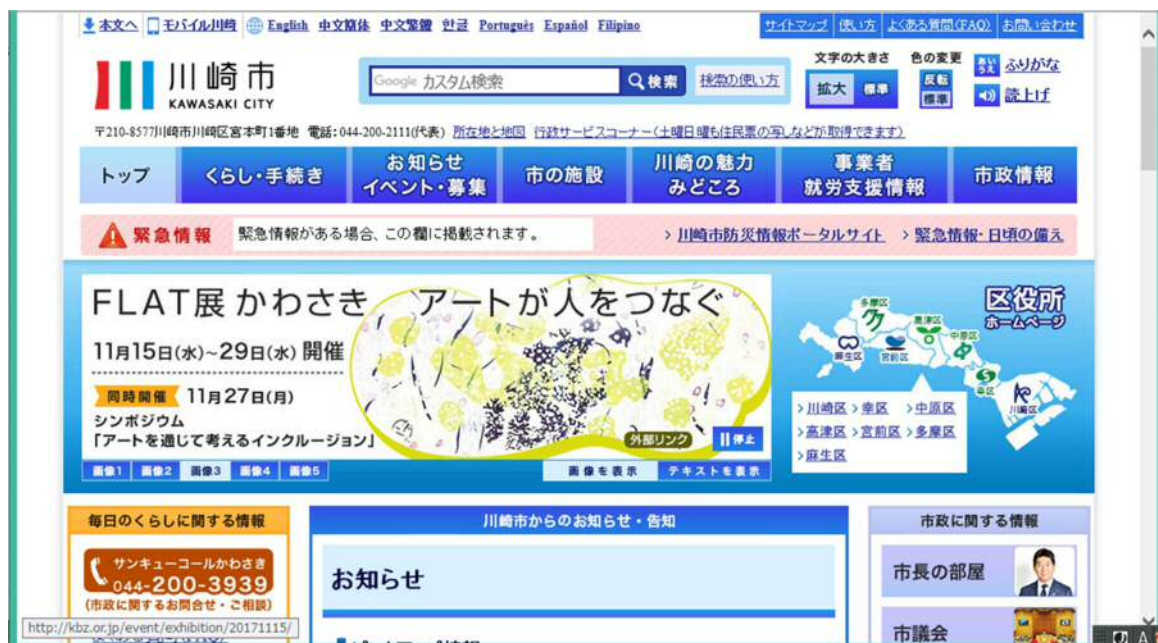 本文へ モバイル川崎 English 中文简体 中文繁體 한글 Português Español Filipino サイトマップ 使い方 よくある質問(FAQ) お問い合わせ
川崎市
KAWASAKI CITY
Google カスタム検索 検索 検索の使い方
文字の大きさ 色の変更
拡大 標準 反転 標準
あいうえ ふりがな
読上げ
〒210-8577川崎市川崎区宮本町1番地 電話:044-200-2111(代表) 所在地と地図 行政サービスコーナー(土曜日曜も住民票の写しなどが取得できます)
トップ くらし・手続き お知らせ イベント・募集 市の施設 川崎の魅力 みどころ 事業者 就労支援情報 市政情報
緊急情報 緊急情報がある場合、この欄に掲載されます。 > 川崎市防災情報ポータルサイト > 緊急情報・日頃の備え
FLAT展 かわさき アートが人をつなぐ
11月15日(水)~29日(水) 開催
同時開催 11月27日(月)
シンポジウム
「アートを通じて考えるインクルージョン」
外部リンク 停止
画像1 画像2 画像3 画像4 画像5 画像を表示 テキストを表示
区役所
ホームページ
多摩区
高津区
中原区
麻生区
宮前区
幸区
川崎区
>川崎区 >幸区 >中原区
>高津区 >宮前区 >多摩区
>麻生区
毎日のくらしに関する情報
サンキューコールかわさき
044-200-3939
(市政に関するお問合せ・ご相談)
川崎市からのお知らせ・告知
お知らせ
市政に関する情報
市長の部屋
市議会
http://kbz.or.jp/event/exhibition/20171115/